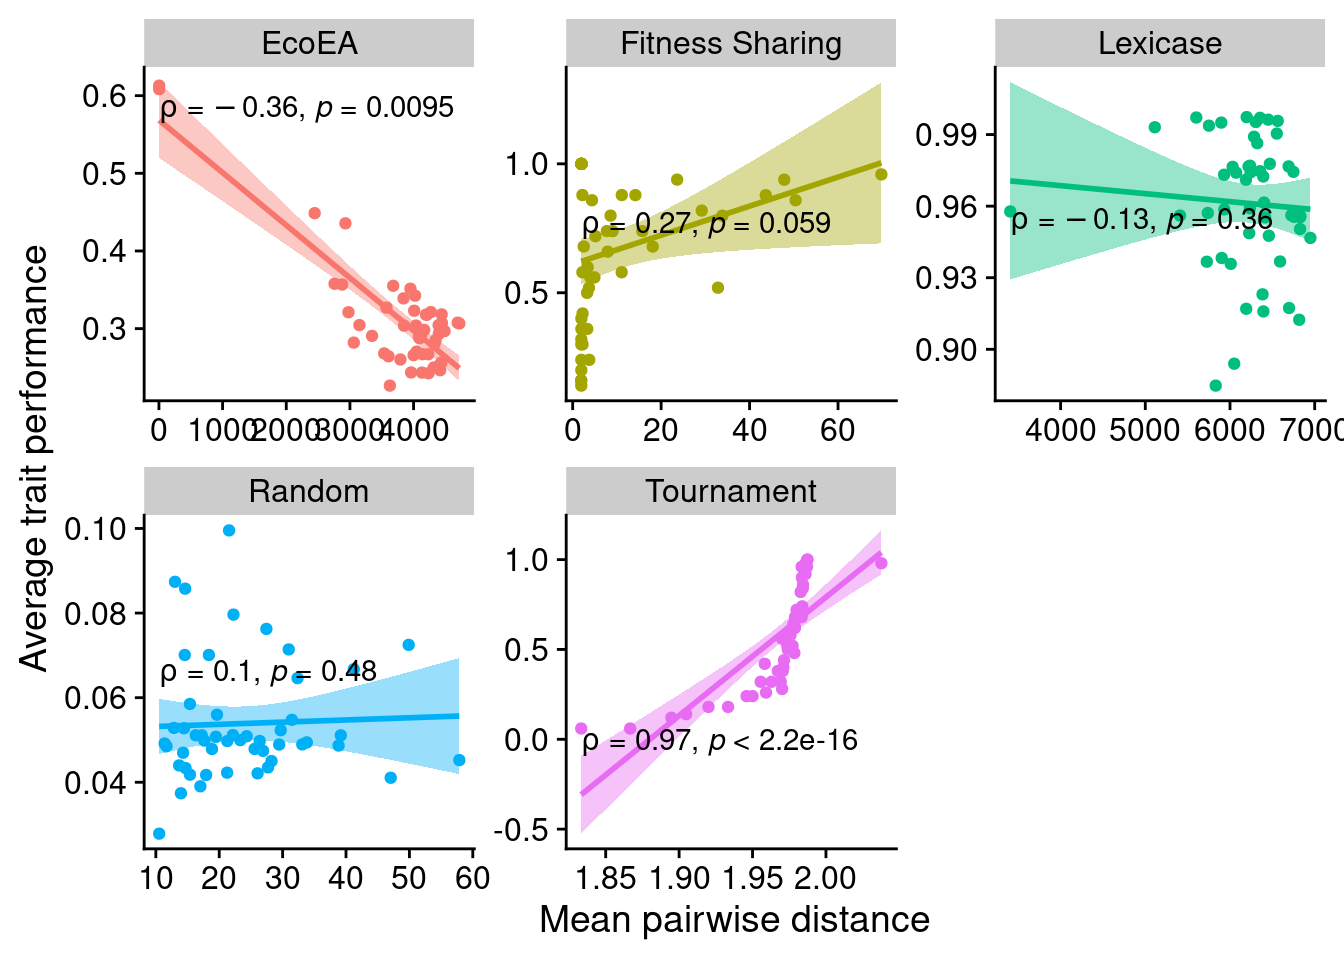 EcoEA
Fitness Sharing
Lexicase
ρ = −0.36, p = 0.0095
ρ = 0.27, p = 0.059
ρ = −0.13, p = 0.36
0.6
0.5
0.4
0.3
1.0
0.5
0.99
0.96
0.93
0.90
0 1000 2000 3000 4000
0 20 40 60
4000 5000 6000 7000
Average trait performance
Random
Tournament
ρ = 0.1, p = 0.48
ρ = 0.97, p < 2.2e-16
0.10
0.08
0.06
0.04
1.0
0.5
0.0
-0.5
10 20 30 40 50 60
1.85 1.90 1.95 2.00
Mean pairwise distance